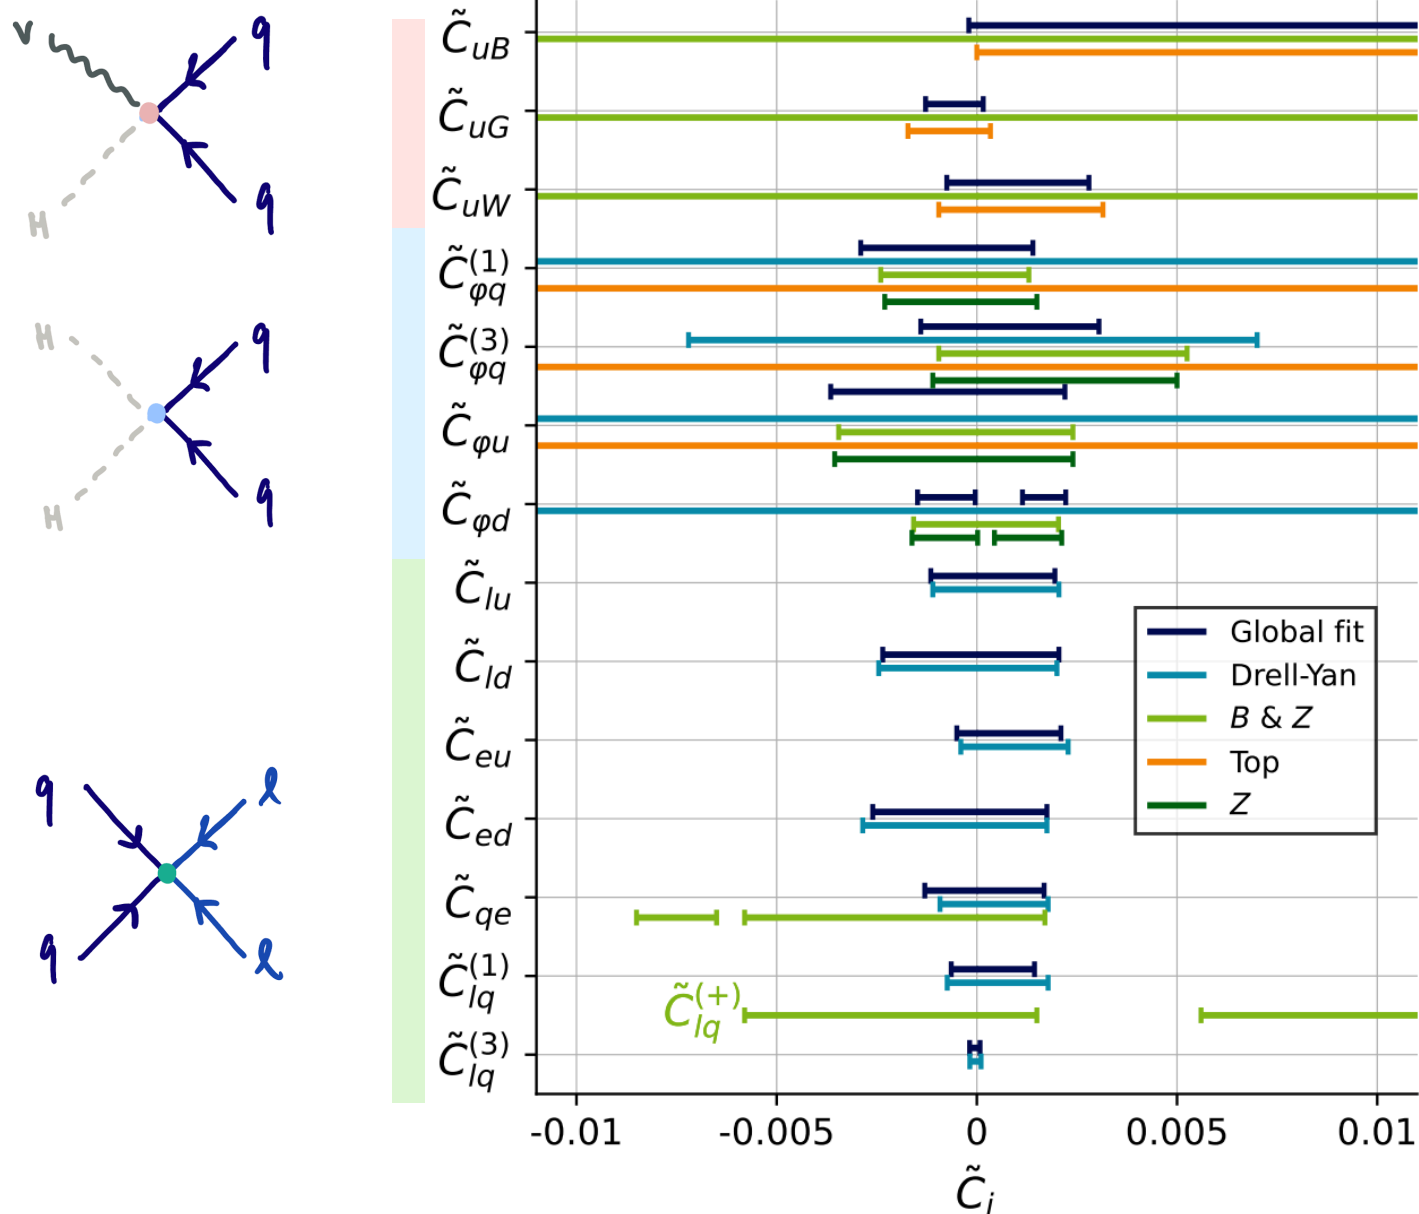 V
q
H
q
H
q
H
q
q
ℓ
q
ℓ
C̃uB
C̃uG
C̃uW
C̃φq(1)
C̃φq(3)
C̃φu
C̃φd
C̃lu
C̃ld
C̃eu
C̃ed
C̃qe
C̃lq(1)
C̃lq(+)
C̃lq(3)
Global fit
Drell-Yan
B & Z
Top
Z
-0.01 -0.005 0 0.005 0.01
C̃i